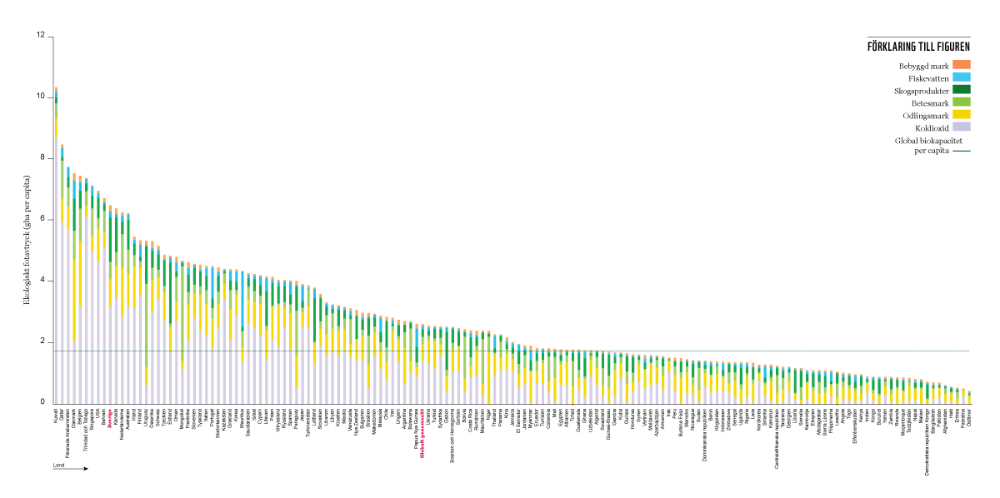 FÖRKLARING TILL FIGUREN
Bebyggd mark
Fiskevatten
Skogsprodukter
Betesmark
Odlingsmark
Koldioxid
Global biokapacitet
per capita
Ekologiskt fotavtryck (gha per capita)
12
10
8
6
4
2
0
Kuwait
Qatar
Förenade Arabemiraten
Danmark
Belgien
Trinidad och Tobago
Singapore
USA
Bahrain
Sverige
Kanada
Nederländerna
Australien
Irland
Finland
Uruguay
Österrike
Schweiz
Tjeckien
Estland
Oman
Mongoliet
Frankrike
Slovenien
Tyskland
Italien
Portugal
Storbritannien
Kazakstan
Grekland
Mauritius
Saudiarabien
Israel
Cypern
Litauen
Polen
Vitryssland
Ryssland
Spanien
Paraguay
Japan
Turkmenistan
Lettland
Slovakien
Libanon
Libyen
Kroatien
Mexiko
Venezuela
Nya Zeeland
Bulgarien
Brasilien
Makedonien
Malaysia
Chile
Iran
Ungern
Argentina
Botswana
Papua Nya Guinea
Globalt genomsnitt
Ukraina
Turkiet
Sydafrika
Gabon
Bosnien och Hercegovina
Serbien
Bolivia
Costa Rica
Rumänien
Mauretanien
Niger
Thailand
Panama
Kina
Jamaica
El Salvador
Jordanien
Myanmar
Ecuador
Tunisien
Colombia
Mali
Egypten
Albanien
Tchad
Guatemala
Ghana
Uzbekistan
Algeriet
Swaziland
Guinea-Bissau
Gambia
Kuba
Guinea
Honduras
Syrien
Vietnam
Moldavien
Azerbajdzjan
Armenien
Irak
Peru
Burkina Faso
Marocko
Nicaragua
Sudan
Dominikanska republiken
Benin
Kirgizistan
Indonesien
Zimbabwe
Senegal
Uganda
Nigeria
Laos
Nordkorea
Sri Lanka
Kamerun
Centralafrikanska republiken
Tanzania
Georgien
Liberia
Somalia
Kambodja
Etiopien
Madagaskar
Sierra Leone
Filippinerna
Lesotho
Angola
Togo
Elfenbenskusten
Kenya
Indien
Kongo
Burundi
Yemen
Zambia
Rwanda
Moçambique
Tadzjikistan
Nepal
Malawi
Demokratiska republiken Kongo
Bangladesh
Pakistan
Afghanistan
Haiti
Eritrea
Palestina
Östtimor
Land